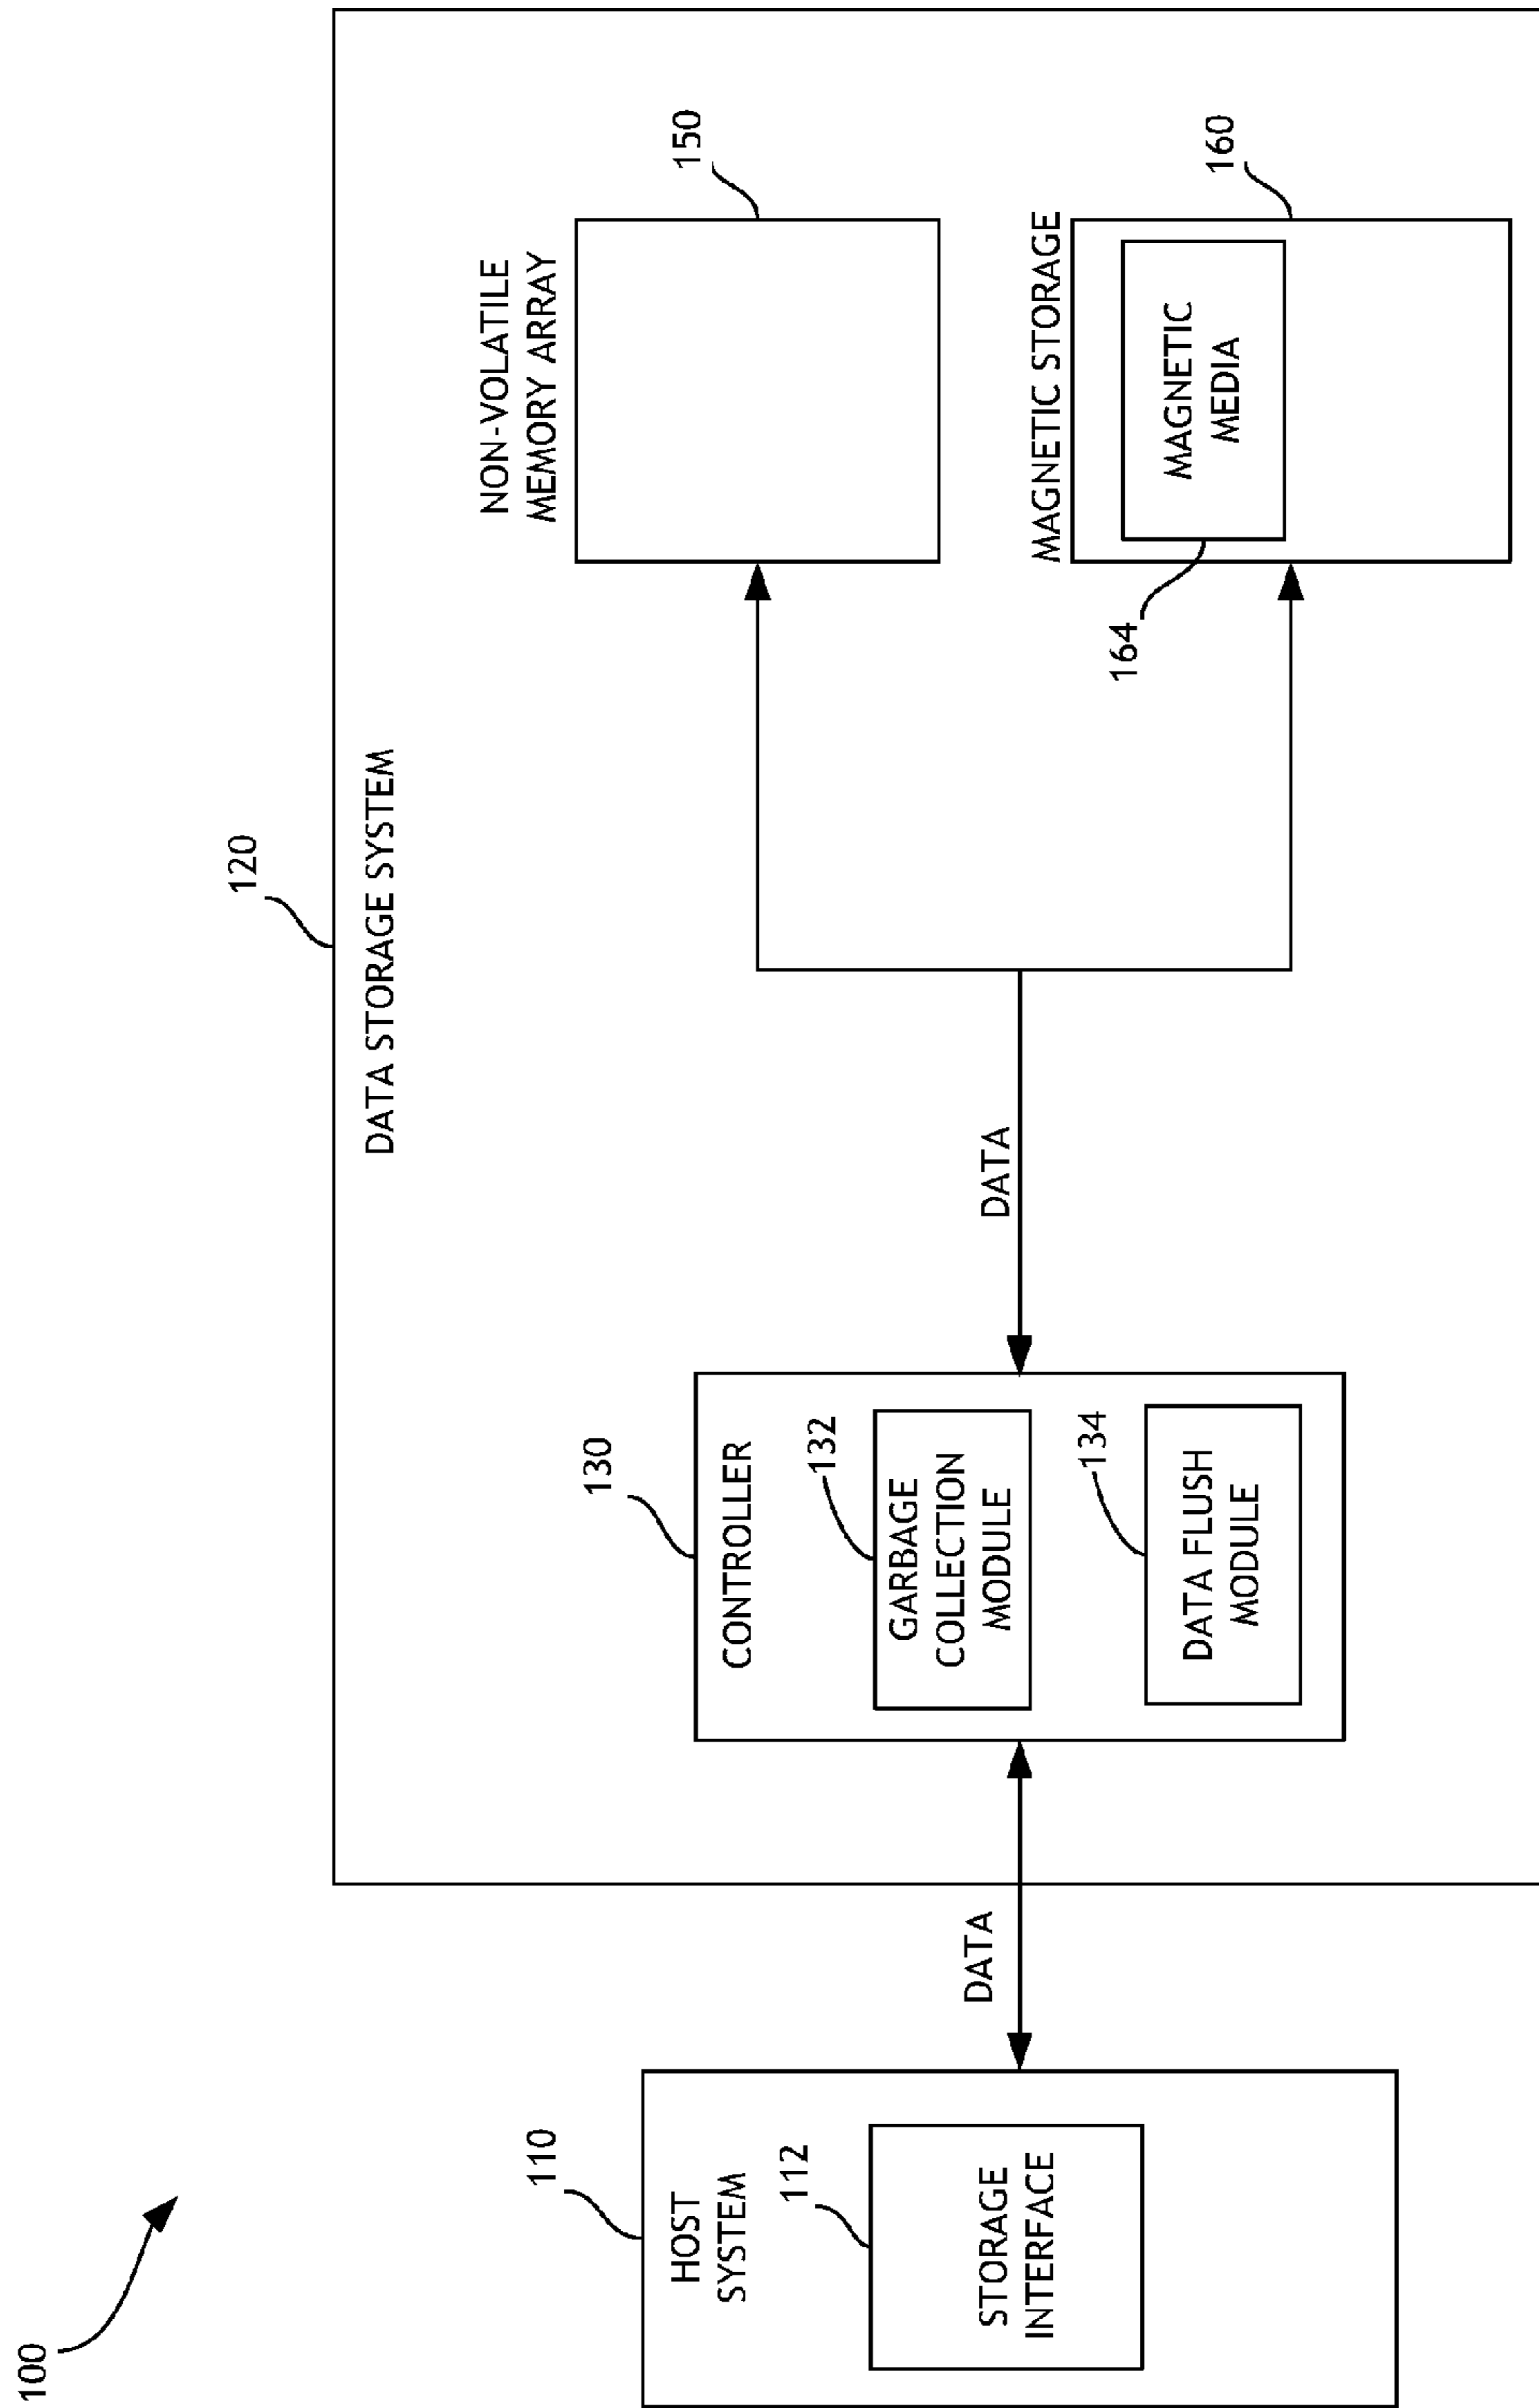 100
120
DATA STORAGE SYSTEM
110
HOST
SYSTEM
112
STORAGE
INTERFACE
DATA
130
CONTROLLER
132
GARBAGE
COLLECTION
MODULE
134
DATA FLUSH
MODULE
DATA
NON-VOLATILE
MEMORY ARRAY
150
MAGNETIC STORAGE
160
MAGNETIC
MEDIA
164